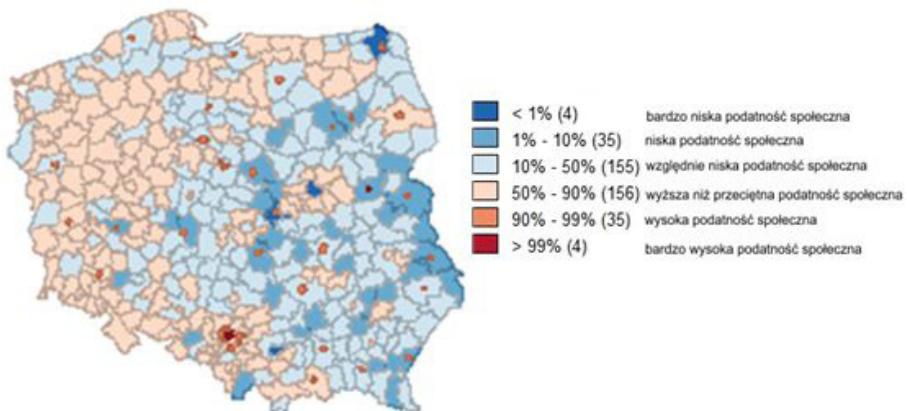 < 1% (4) bardzo niska podatność społeczna
1% - 10% (35) niska podatność społeczna
10% - 50% (155) względnie niska podatność społeczna
50% - 90% (156) wyższa niż przeciętna podatność społeczna
90% - 99% (35) wysoka podatność społeczna
> 99% (4) bardzo wysoka podatność społeczna